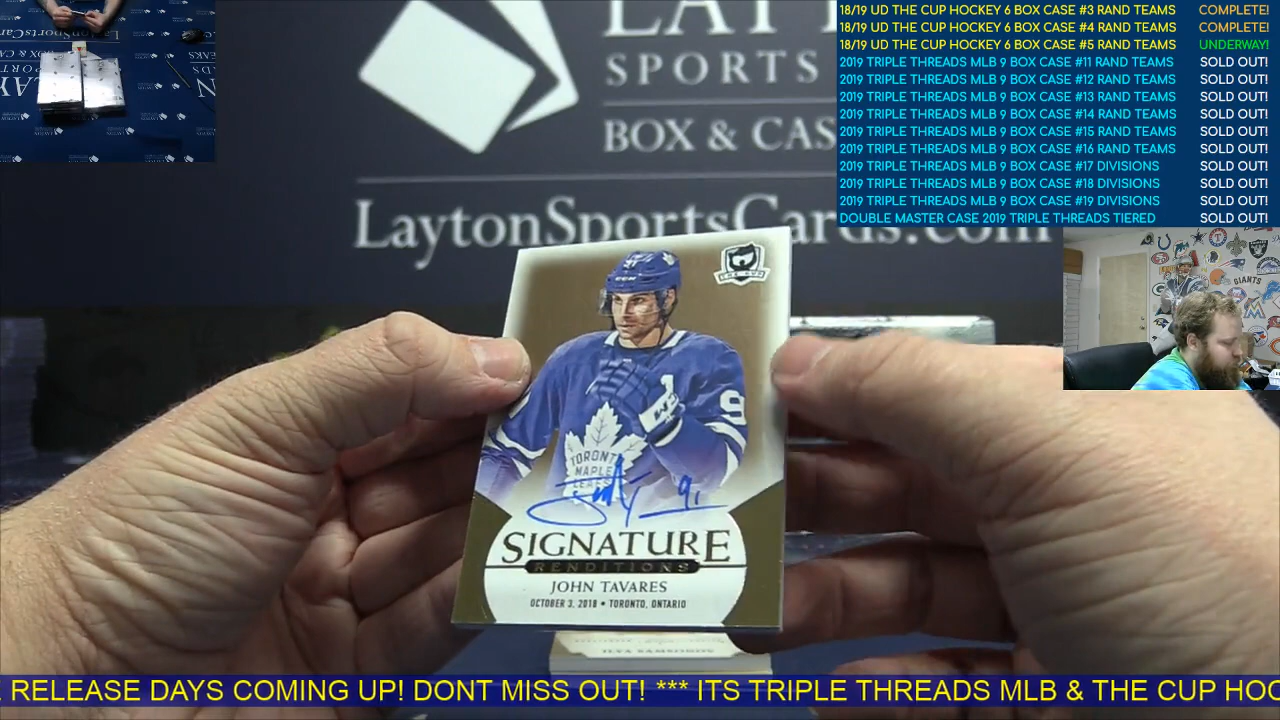 LAYTON
SPORTS
BOX & CAS
LaytonSportsCards.com
18/19 UD THE CUP HOCKEY 6 BOX CASE #3 RAND TEAMS COMPLETE!
18/19 UD THE CUP HOCKEY 6 BOX CASE #4 RAND TEAMS COMPLETE!
18/19 UD THE CUP HOCKEY 6 BOX CASE #5 RAND TEAMS UNDERWAY!
2019 TRIPLE THREADS MLB 9 BOX CASE #11 RAND TEAMS SOLD OUT!
2019 TRIPLE THREADS MLB 9 BOX CASE #12 RAND TEAMS SOLD OUT!
2019 TRIPLE THREADS MLB 9 BOX CASE #13 RAND TEAMS SOLD OUT!
2019 TRIPLE THREADS MLB 9 BOX CASE #14 RAND TEAMS SOLD OUT!
2019 TRIPLE THREADS MLB 9 BOX CASE #15 RAND TEAMS SOLD OUT!
2019 TRIPLE THREADS MLB 9 BOX CASE #16 RAND TEAMS SOLD OUT!
2019 TRIPLE THREADS MLB 9 BOX CASE #17 DIVISIONS SOLD OUT!
2019 TRIPLE THREADS MLB 9 BOX CASE #18 DIVISIONS SOLD OUT!
2019 TRIPLE THREADS MLB 9 BOX CASE #19 DIVISIONS SOLD OUT!
DOUBLE MASTER CASE 2019 TRIPLE THREADS TIERED SOLD OUT!
GIANTS
THE CUP
CCM
9
TORONTO
MAPLE
LEAFS
91
SIGNATURE
RENDITIONS
JOHN TAVARES
OCTOBER 3, 2018 • TORONTO, ONTARIO
ILYA SAMSONOV
RELEASE DAYS COMING UP! DONT MISS OUT! *** ITS TRIPLE THREADS MLB & THE CUP HOC